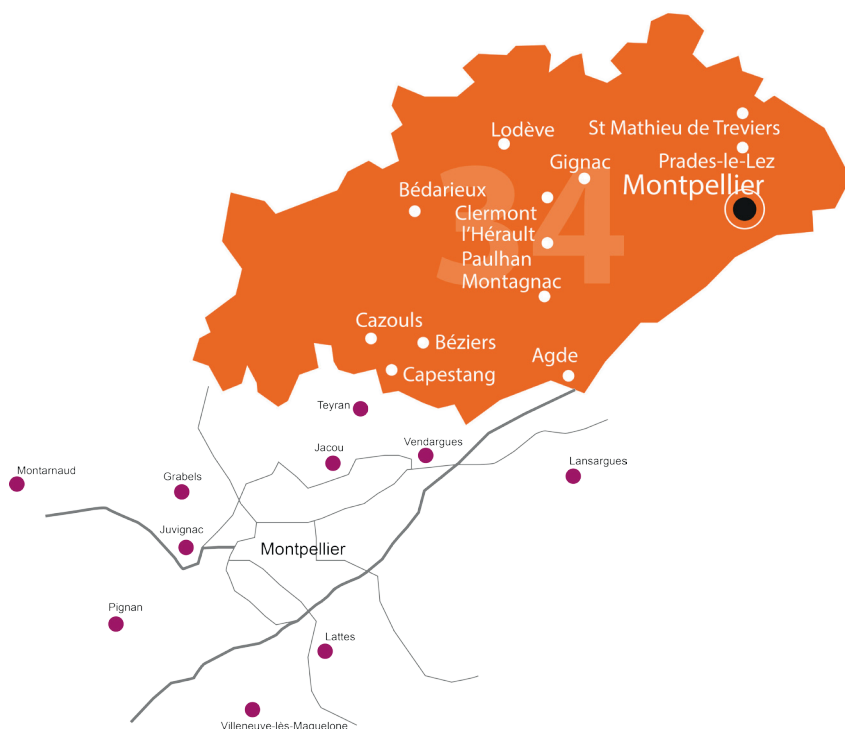 Lodève
St Mathieu de Treviers
Gignac
Prades-le-Lez
Bédarieux
Montpellier
34
Clermont
l'Hérault
Paulhan
Montagnac
Cazouls
Béziers
Agde
Capestang
Teyran
Jacou
Vendargues
Lansargues
Montarnaud
Grabels
Juvignac
Montpellier
Pignan
Lattes
Villeneuve-lès-Maguelone